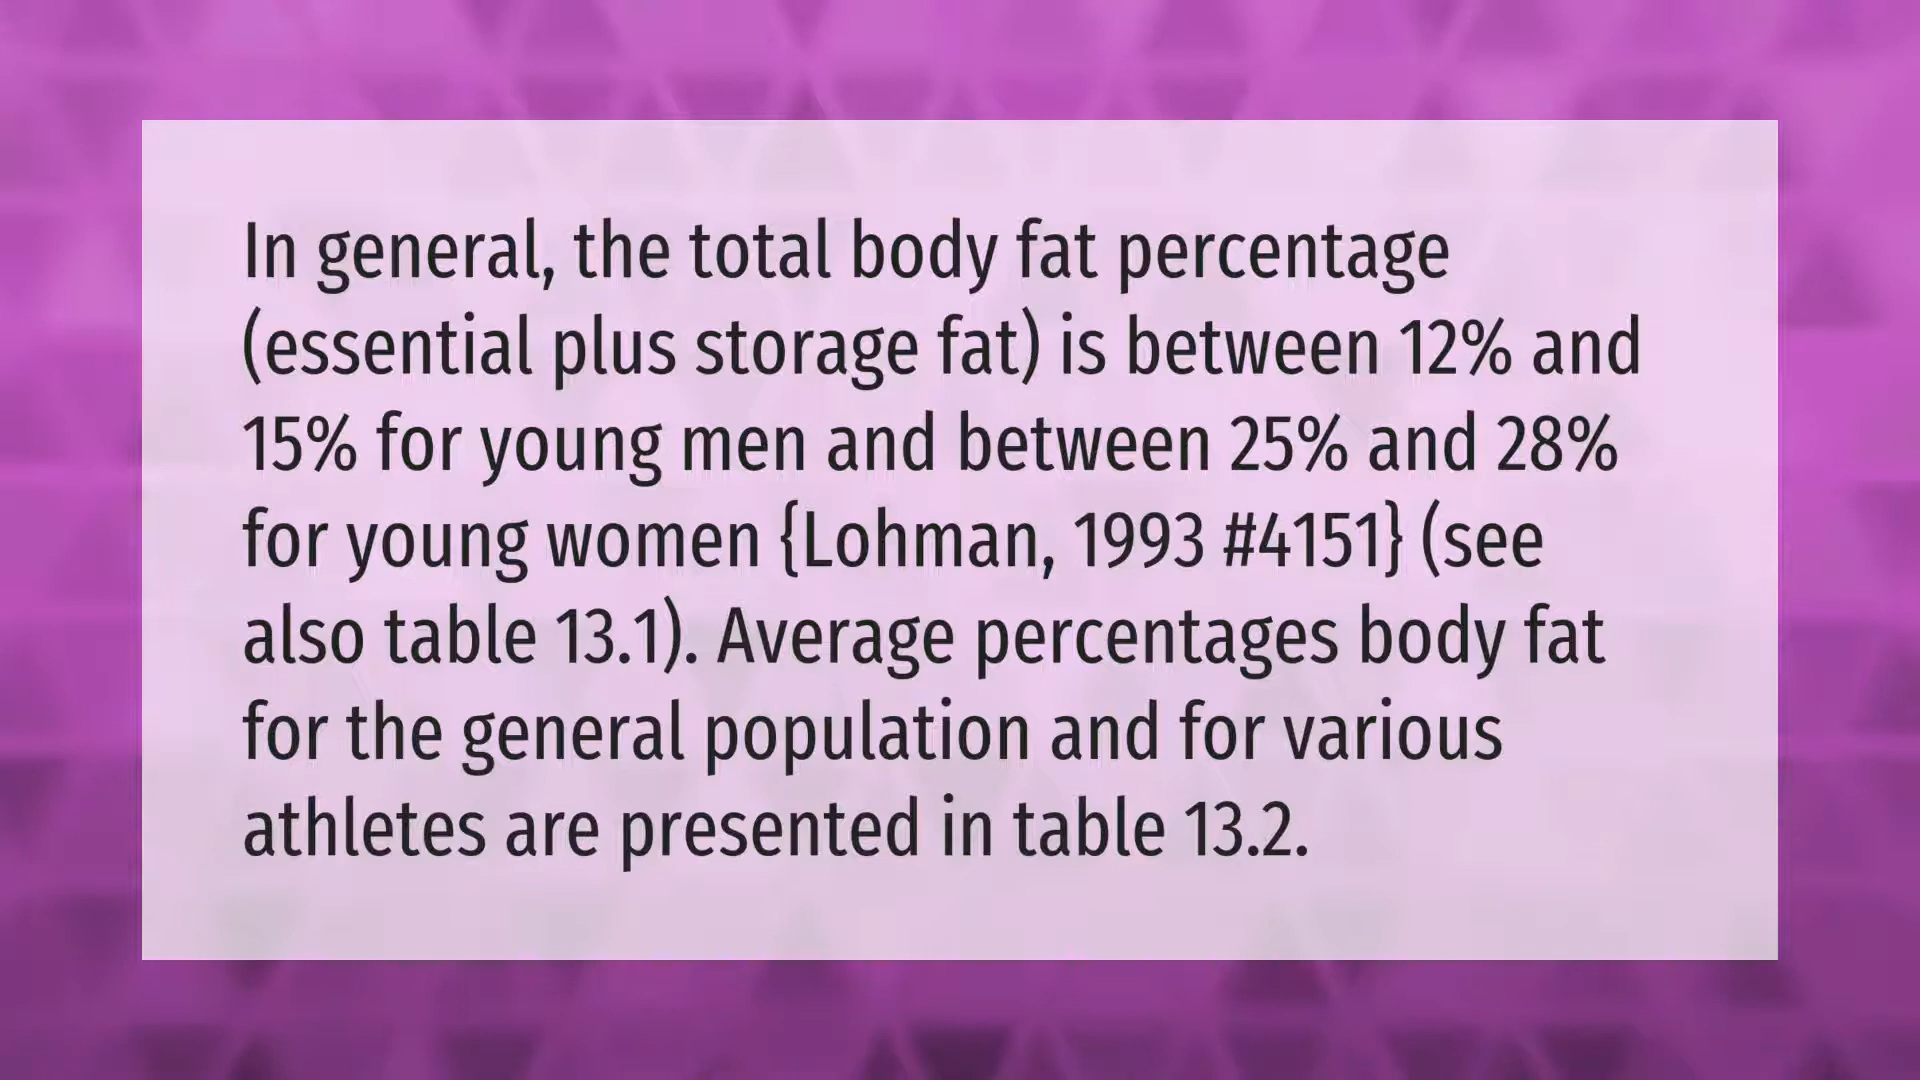 In general, the total body fat percentage
(essential plus storage fat) is between 12% and
15% for young men and between 25% and 28%
for young women {Lohman, 1993 #4151} (see
also table 13.1). Average percentages body fat
for the general population and for various
athletes are presented in table 13.2.